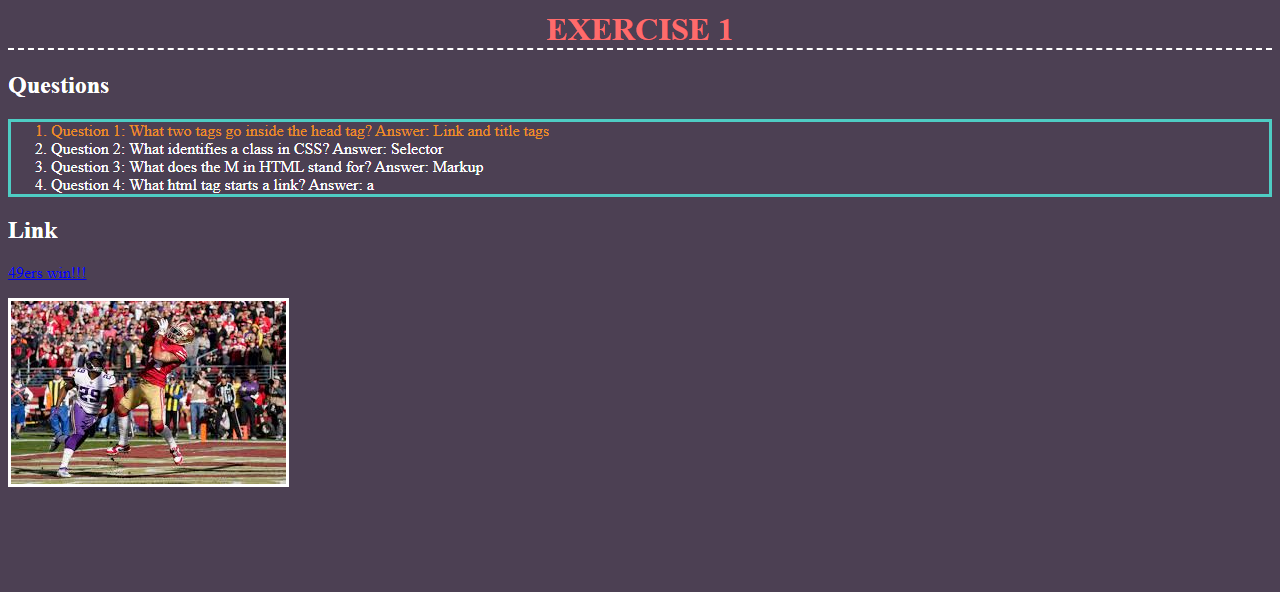 EXERCISE 1
Questions
1. Question 1: What two tags go inside the head tag? Answer: Link and title tags
2. Question 2: What identifies a class in CSS? Answer: Selector
3. Question 3: What does the M in HTML stand for? Answer: Markup
4. Question 4: What html tag starts a link? Answer: a
Link
49ers win!!!
29